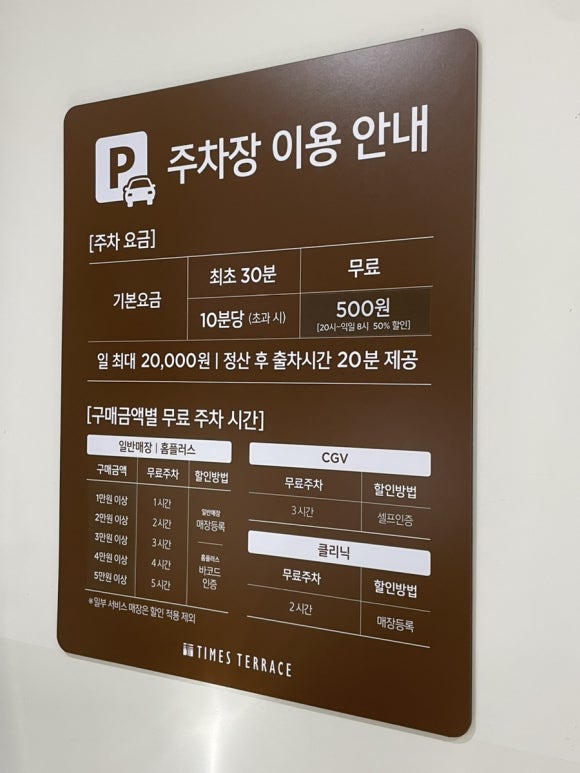 P 주차장 이용 안내
[주차 요금]
기본요금
최초 30분 무료
10분당 (초과 시) 500원
[20시~익일 8시 50% 할인]
일 최대 20,000원 | 정산 후 출차시간 20분 제공
[구매금액별 무료 주차 시간]
일반매장 | 홈플러스
구매금액 무료주차 할인방법
1만원 이상 1시간
2만원 이상 2시간
3만원 이상 3시간
4만원 이상 4시간
5만원 이상 5시간
일반매장
매장등록
홈플러스
바코드
인증
※일부 서비스 매장은 할인 적용 제외
CGV
무료주차 할인방법
3시간 셀프인증
클리닉
무료주차 할인방법
2시간 매장등록
TIMES TERRACE